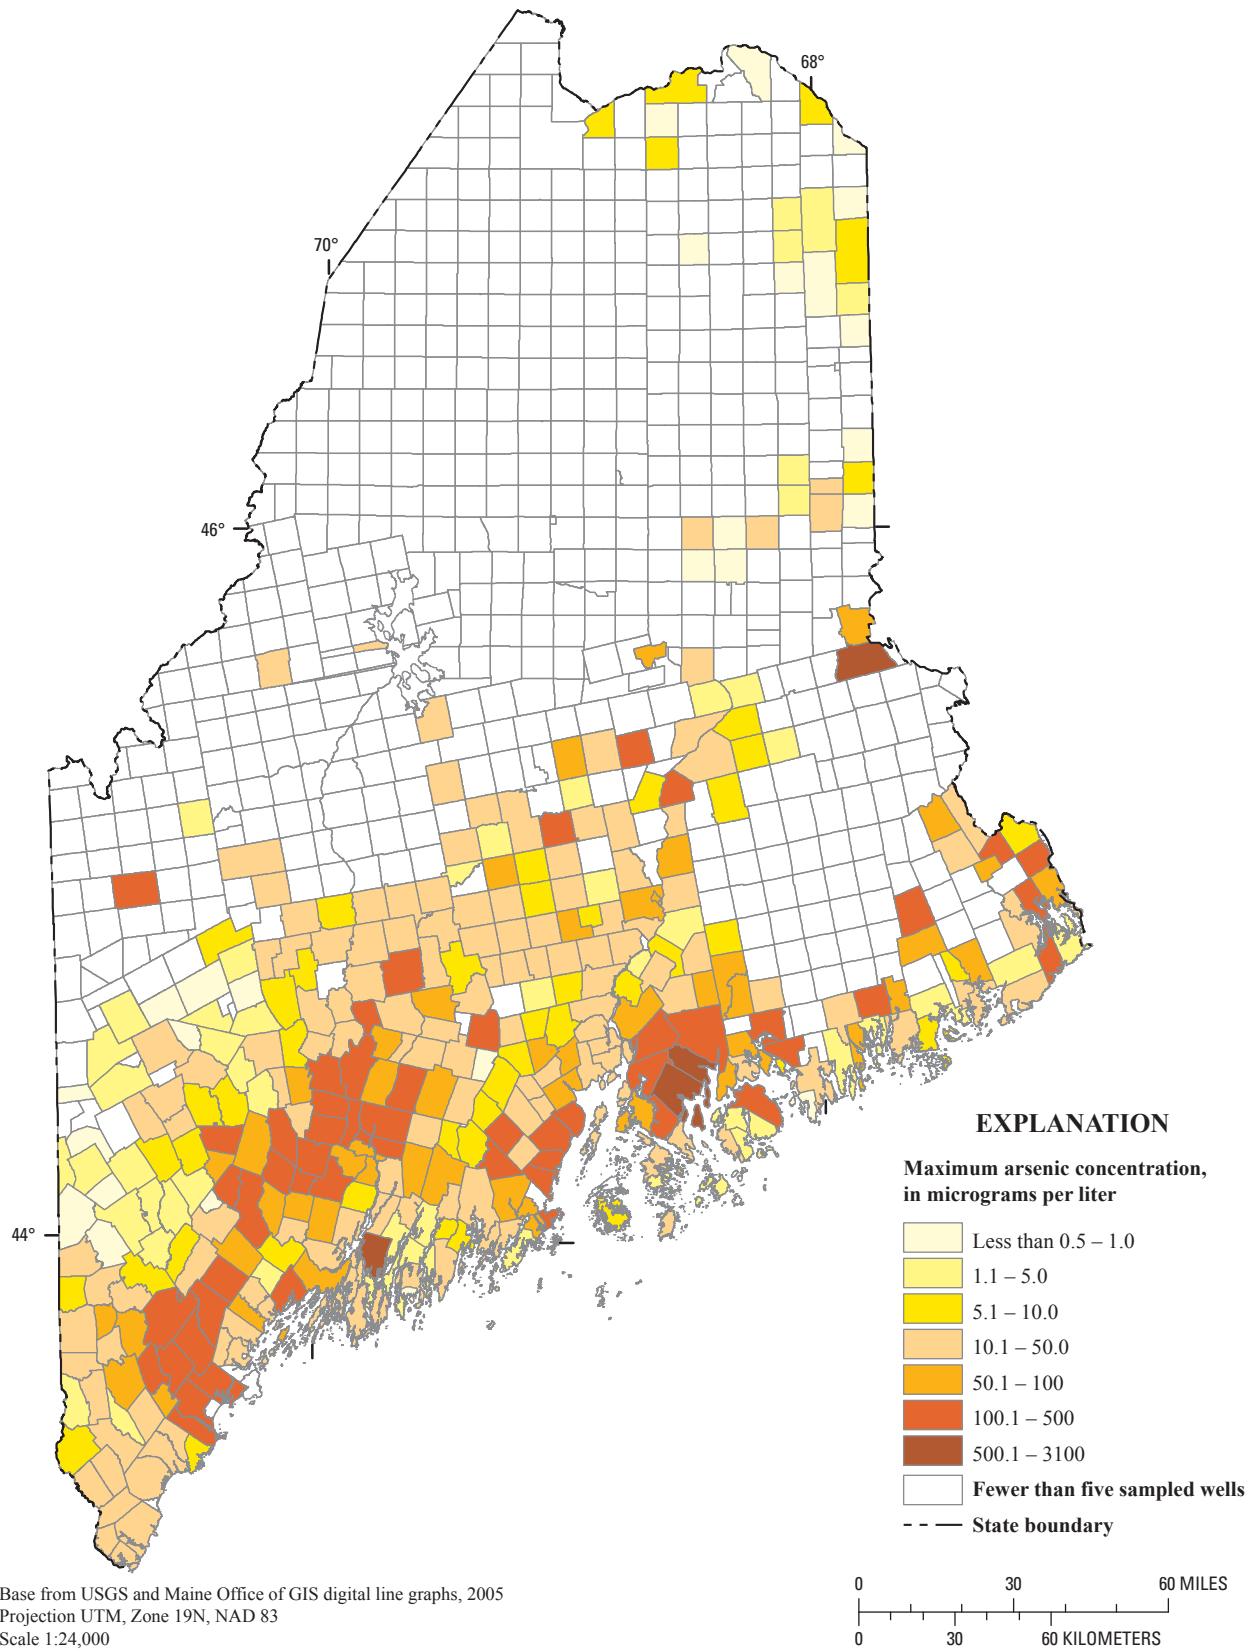 68°
70°
46°
44°
EXPLANATION
Maximum arsenic concentration,
in micrograms per liter
Less than 0.5 – 1.0
1.1 – 5.0
5.1 – 10.0
10.1 – 50.0
50.1 – 100
100.1 – 500
500.1 – 3100
Fewer than five sampled wells
State boundary
Base from USGS and Maine Office of GIS digital line graphs, 2005
Projection UTM, Zone 19N, NAD 83
Scale 1:24,000
0 30 60 MILES
0 30 60 KILOMETERS